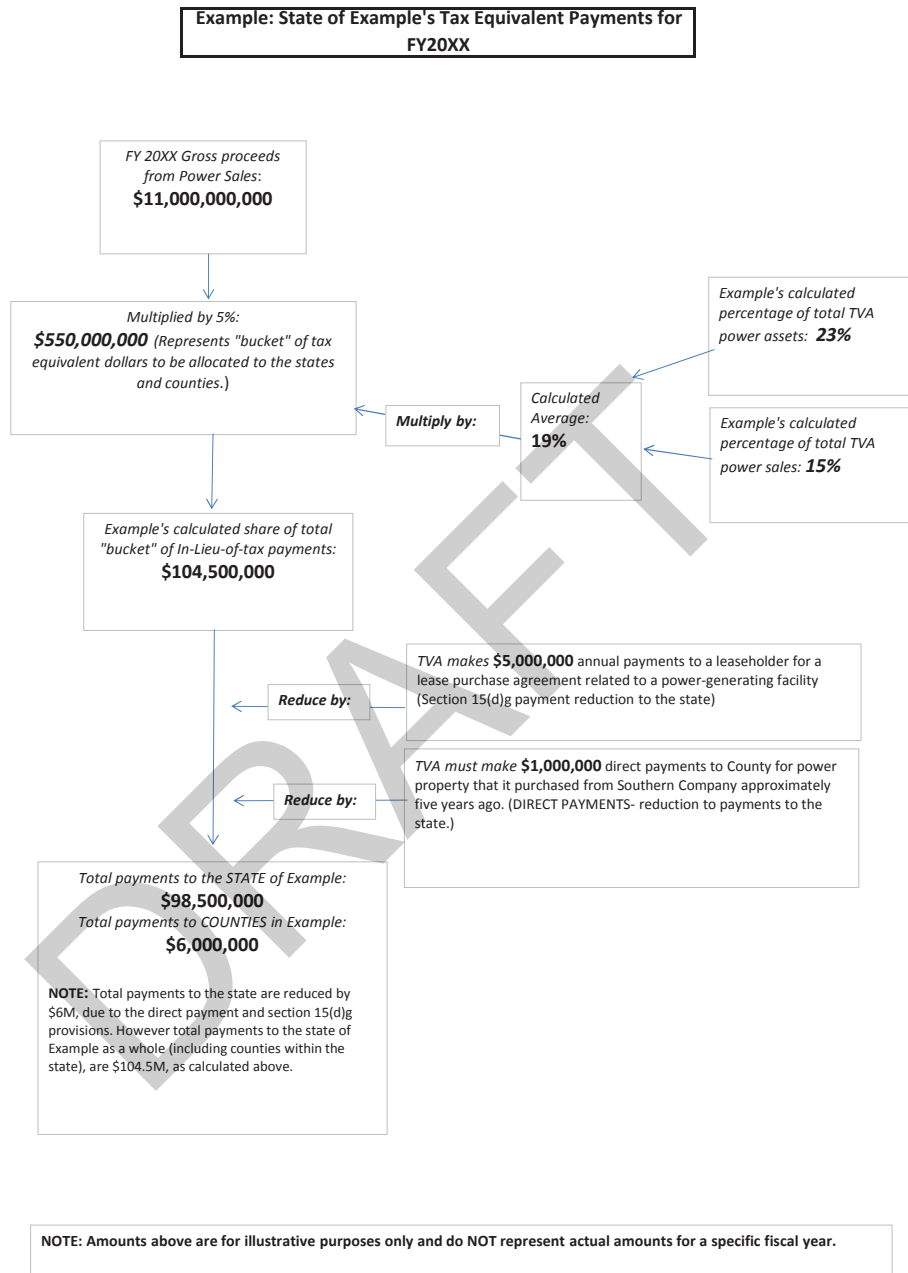 Example: State of Example's Tax Equivalent Payments for
FY20XX
FY 20XX Gross proceeds
from Power Sales:
$11,000,000,000
Multiplied by 5%:
$550,000,000 (Represents "bucket" of tax
equivalent dollars to be allocated to the states
and counties.)
Multiply by:
Calculated
Average:
19%
Example's calculated
percentage of total TVA
power assets: 23%
Example's calculated
percentage of total TVA
power sales: 15%
Example's calculated share of total
"bucket" of In-Lieu-of-tax payments:
$104,500,000
Reduce by:
TVA makes $5,000,000 annual payments to a leaseholder for a
lease purchase agreement related to a power-generating facility
(Section 15(d)g payment reduction to the state)
Reduce by:
TVA must make $1,000,000 direct payments to County for power
property that it purchased from Southern Company approximately
five years ago. (DIRECT PAYMENTS- reduction to payments to the
state.)
Total payments to the STATE of Example:
$98,500,000
Total payments to COUNTIES in Example:
$6,000,000
NOTE: Total payments to the state are reduced by
$6M, due to the direct payment and section 15(d)g
provisions. However total payments to the state of
Example as a whole (including counties within the
state), are $104.5M, as calculated above.
NOTE: Amounts above are for illustrative purposes only and do NOT represent actual amounts for a specific fiscal year.
DRAFT